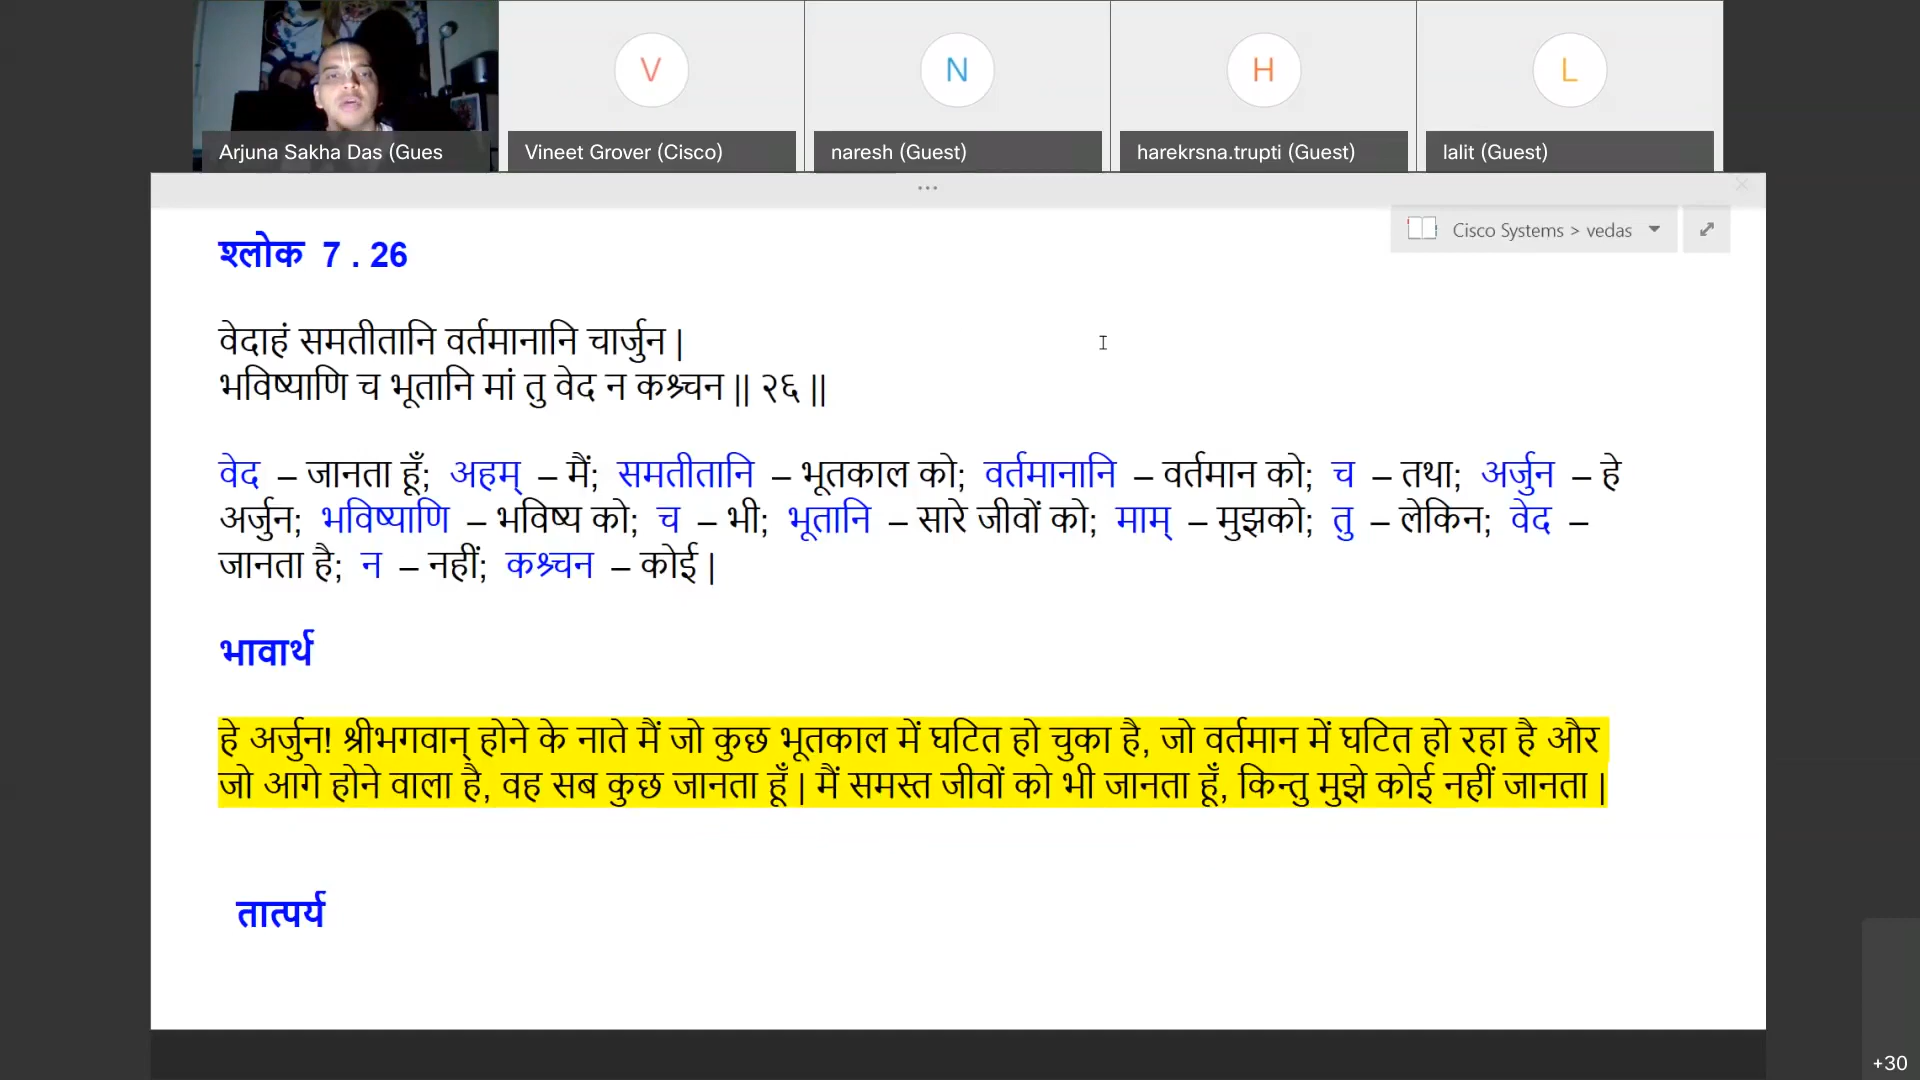 Arjuna Sakha Das (Gues
V
Vineet Grover (Cisco)
N
naresh (Guest)
H
harekrsna.trupti (Guest)
L
lalit (Guest)
Cisco Systems > vedas
श्लोक 7 . 26
वेदाहं समतीतानि वर्तमानानि चार्जुन |
भविष्याणि च भूतानि मां तु वेद न कश्र्चन || २६ ||
वेद – जानता हूँ; अहम् – मैं; समतीतानि – भूतकाल को; वर्तमानानि – वर्तमान को; च – तथा; अर्जुन – हे
अर्जुन; भविष्याणि – भविष्य को; च – भी; भूतानि – सारे जीवों को; माम् – मुझको; तु – लेकिन; वेद –
जानता है; न – नहीं; कश्र्चन – कोई |
भावार्थ
हे अर्जुन! श्रीभगवान् होने के नाते मैं जो कुछ भूतकाल में घटित हो चुका है, जो वर्तमान में घटित हो रहा है और
जो आगे होने वाला है, वह सब कुछ जानता हूँ | मैं समस्त जीवों को भी जानता हूँ, किन्तु मुझे कोई नहीं जानता |
तात्पर्य
+30